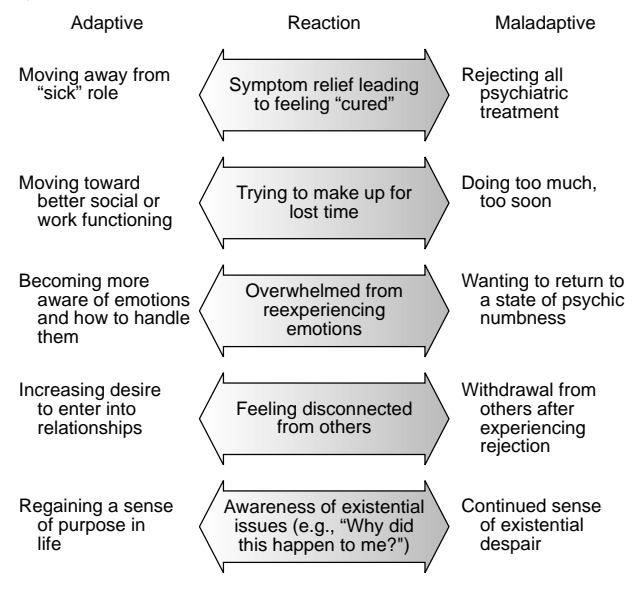 Adaptive Reaction Maladaptive
Moving away from
“sick” role
Symptom relief leading
to feeling “cured”
Rejecting all
psychiatric
treatment
Moving toward
better social or
work functioning
Trying to make up for
lost time
Doing too much,
too soon
Becoming more
aware of emotions
and how to handle
them
Overwhelmed from
reexperiencing
emotions
Wanting to return to
a state of psychic
numbness
Increasing desire
to enter into
relationships
Feeling disconnected
from others
Withdrawal from
others after
experiencing
rejection
Regaining a sense
of purpose in
life
Awareness of existential
issues (e.g., “Why did
this happen to me?")
Continued sense
of existential
despair